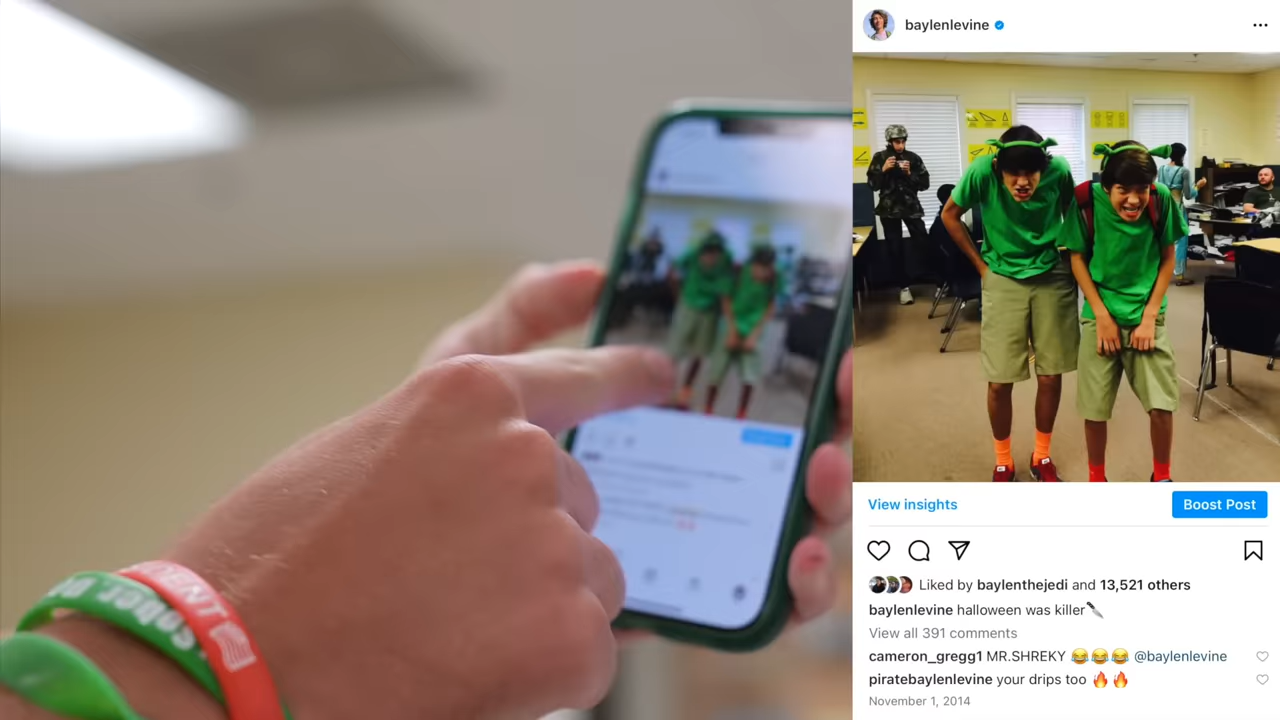 baylenlevine
View insights
Boost Post
Liked by baylenthejedi and 13,521 others
baylenlevine halloween was killer🔪
View all 391 comments
cameron_gregg1 MR.SHREKY 😂😂😂 @baylenlevine
piratebaylenlevine your drips too 🔥🔥
November 1, 2014